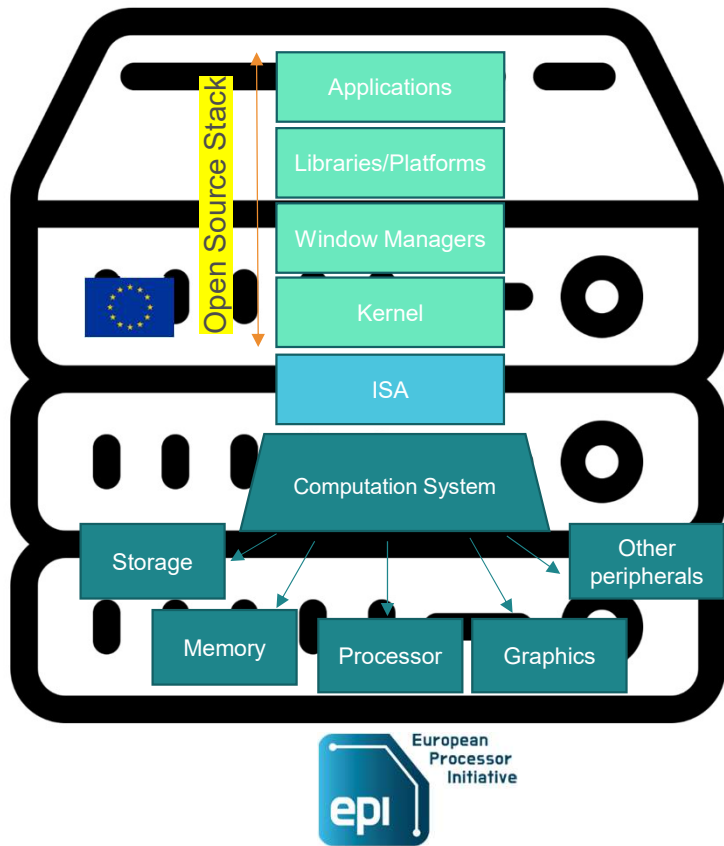 Open Source Stack
Applications
Libraries/Platforms
Window Managers
Kernel
ISA
Computation System
Storage
Other
peripherals
Memory
Processor
Graphics
European
Processor
Initiative
epi